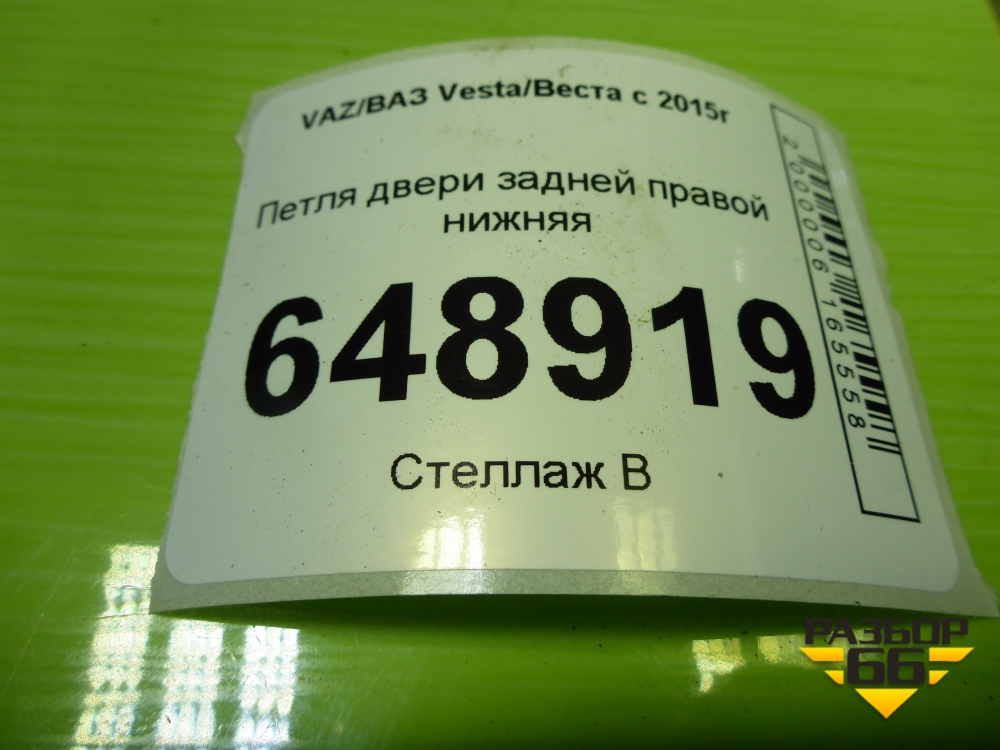 VAZ/ВАЗ Vesta/Веста с 2015г
Петля двери задней правой
нижняя
648919
Стеллаж В
2000006165558
РАЗБОР
66